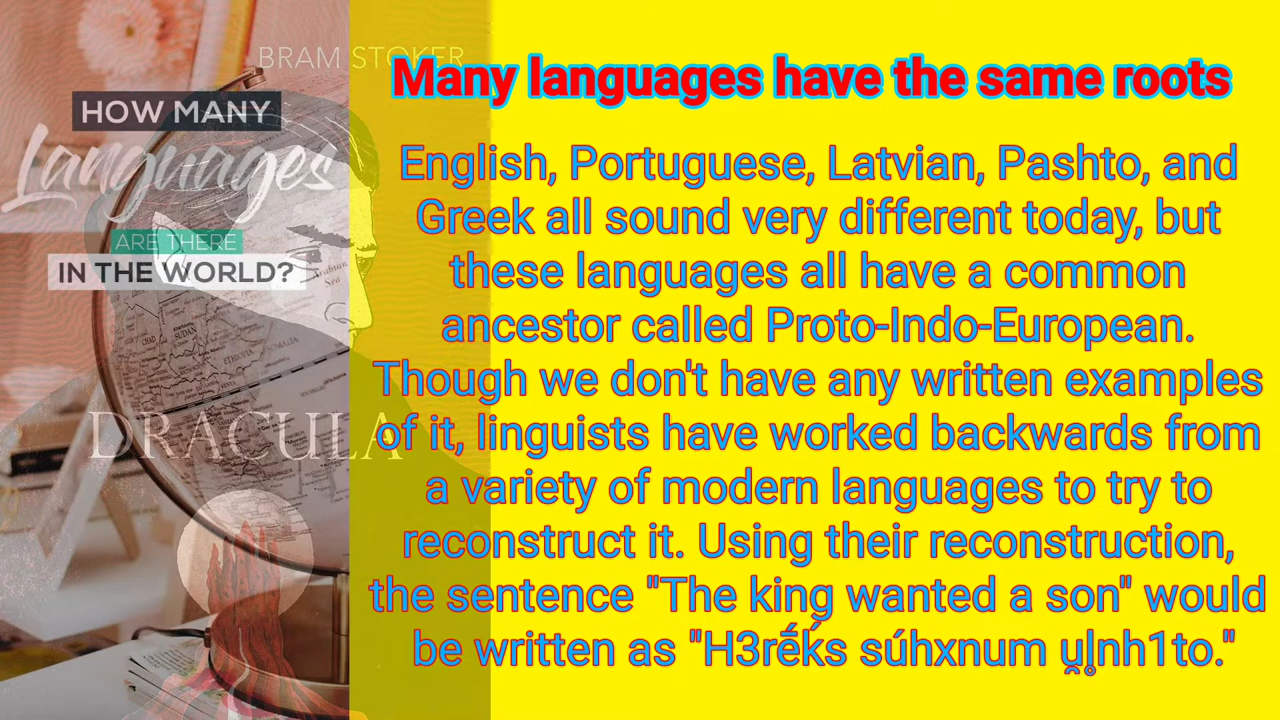 BRAM STOKER
HOW MANY
Languages
ARE THERE
IN THE WORLD?
DRACULA
Many languages have the same roots
English, Portuguese, Latvian, Pashto, and
Greek all sound very different today, but
these languages all have a common
ancestor called Proto-Indo-European.
Though we don't have any written examples
of it, linguists have worked backwards from
a variety of modern languages to try to
reconstruct it. Using their reconstruction,
the sentence "The king wanted a son" would
be written as "H3rḗḱs súhxnum u̯l̥nh1to."